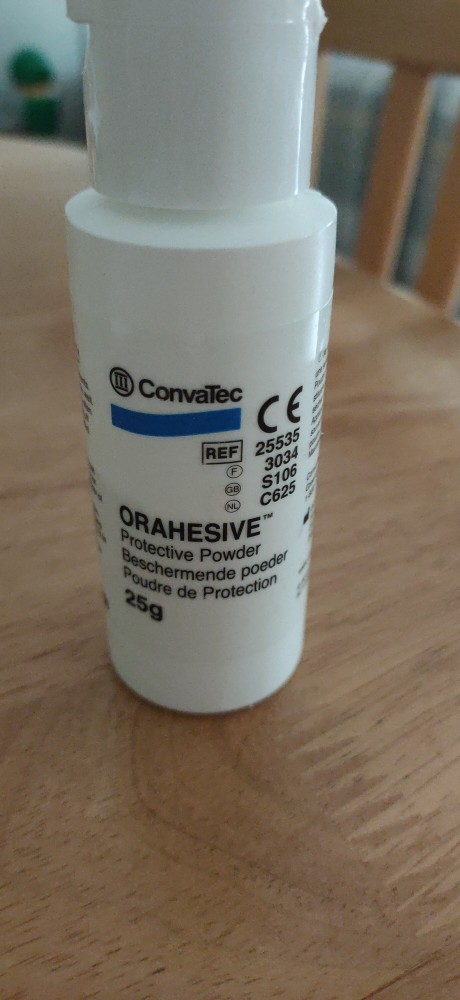 ConvaTec
CE
REF 25535
F 3034
GB S106
NL C625
ORAHESIVE™
Protective Powder
Beschermende poeder
Poudre de Protection
25g